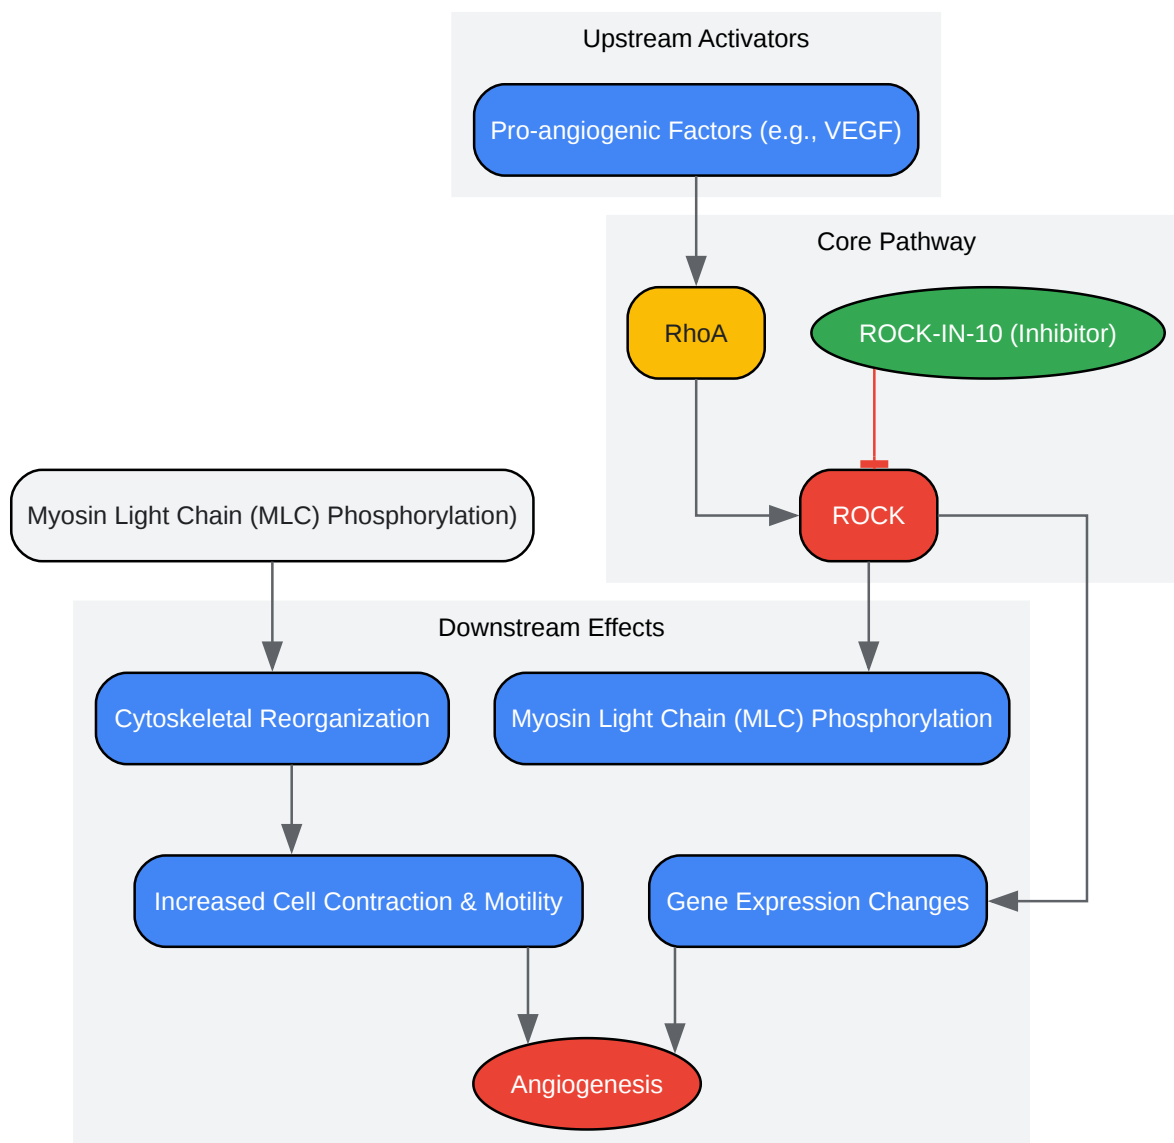 Upstream Activators
Pro-angiogenic Factors (e.g., VEGF)
Core Pathway
RhoA
ROCK-IN-10 (Inhibitor)
Myosin Light Chain (MLC) Phosphorylation)
ROCK
Downstream Effects
Cytoskeletal Reorganization
Myosin Light Chain (MLC) Phosphorylation
Increased Cell Contraction & Motility
Gene Expression Changes
Angiogenesis